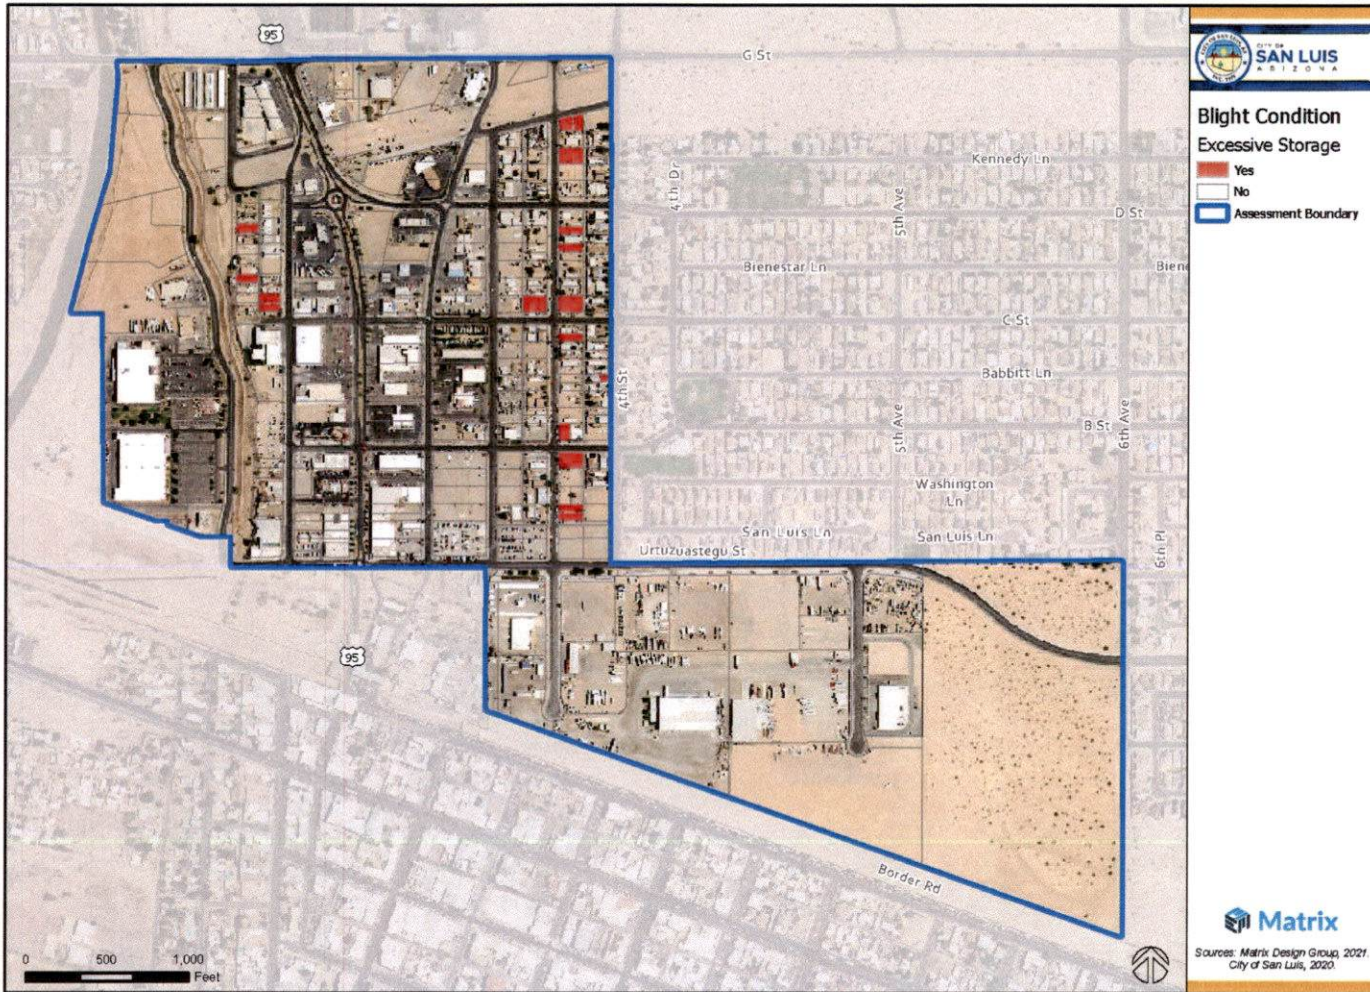 95
G St
Kennedy Ln
4th Dr
5th Ave
D St
Bienestar Ln
Bien
C St
4th St
Babbitt Ln
5th Ave
B St
6th Ave
Washington
Ln
San Luis Ln
San Luis Ln
Urtuzuastegu St
6th Pl
95
Border Rd
0 500 1,000
Feet
CITY OF
SAN LUIS
ARIZONA
Blight Condition
Excessive Storage
Yes
No
Assessment Boundary
Matrix
Sources: Matrix Design Group, 2021.
City of San Luis, 2020.